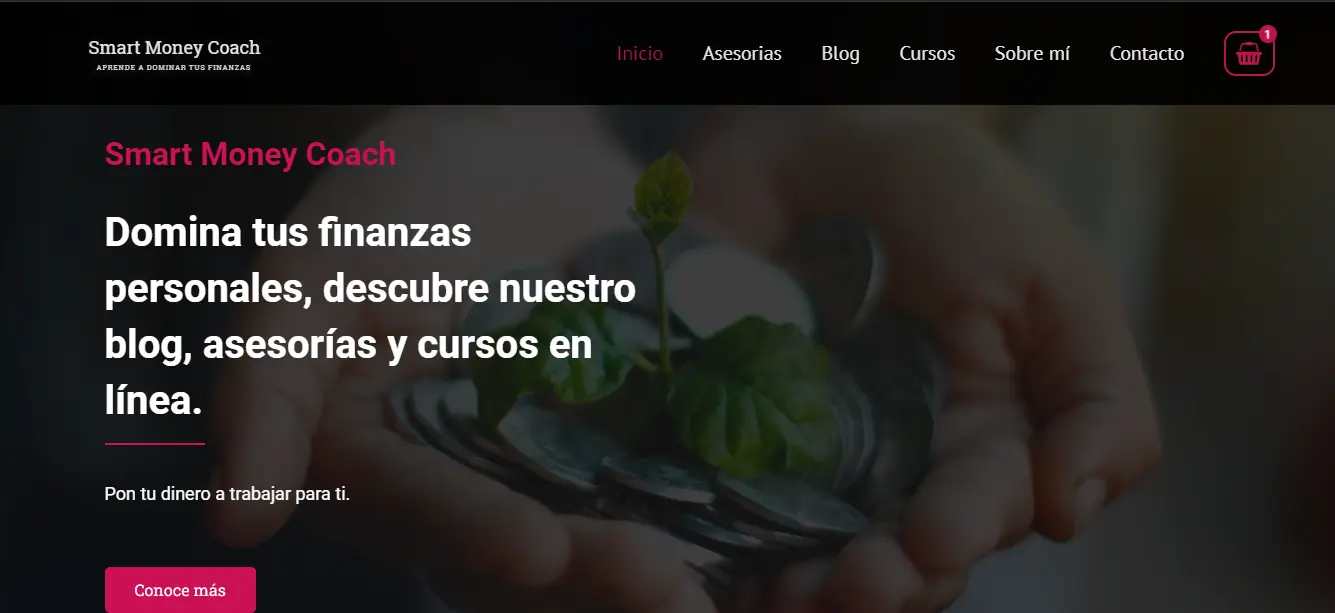 Smart Money Coach
APRENDE A DOMINAR TUS FINANZAS
Inicio
Asesorias
Blog
Cursos
Sobre mí
Contacto
1
Smart Money Coach
Domina tus finanzas
personales, descubre nuestro
blog, asesorías y cursos en
línea.
Pon tu dinero a trabajar para ti.
Conoce más